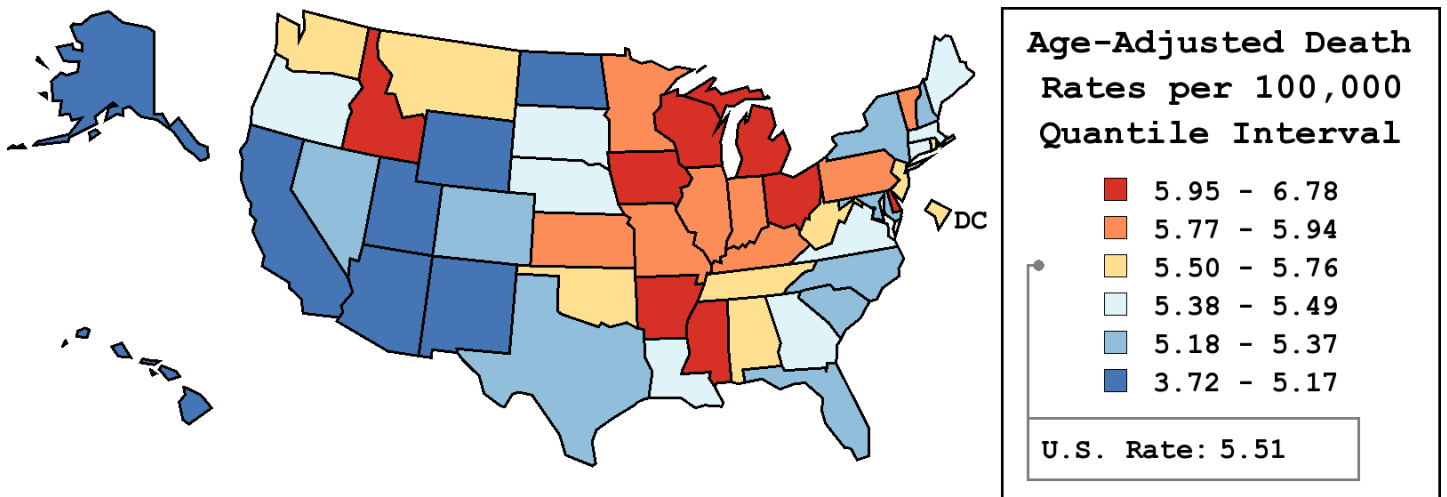 Age-Adjusted Death
Rates per 100,000
Quantile Interval
5.95 - 6.78
5.77 - 5.94
DC
5.50 - 5.76
5.38 - 5.49
5.18 - 5.37
3.72 - 5.17
U.S. Rate: 5.51